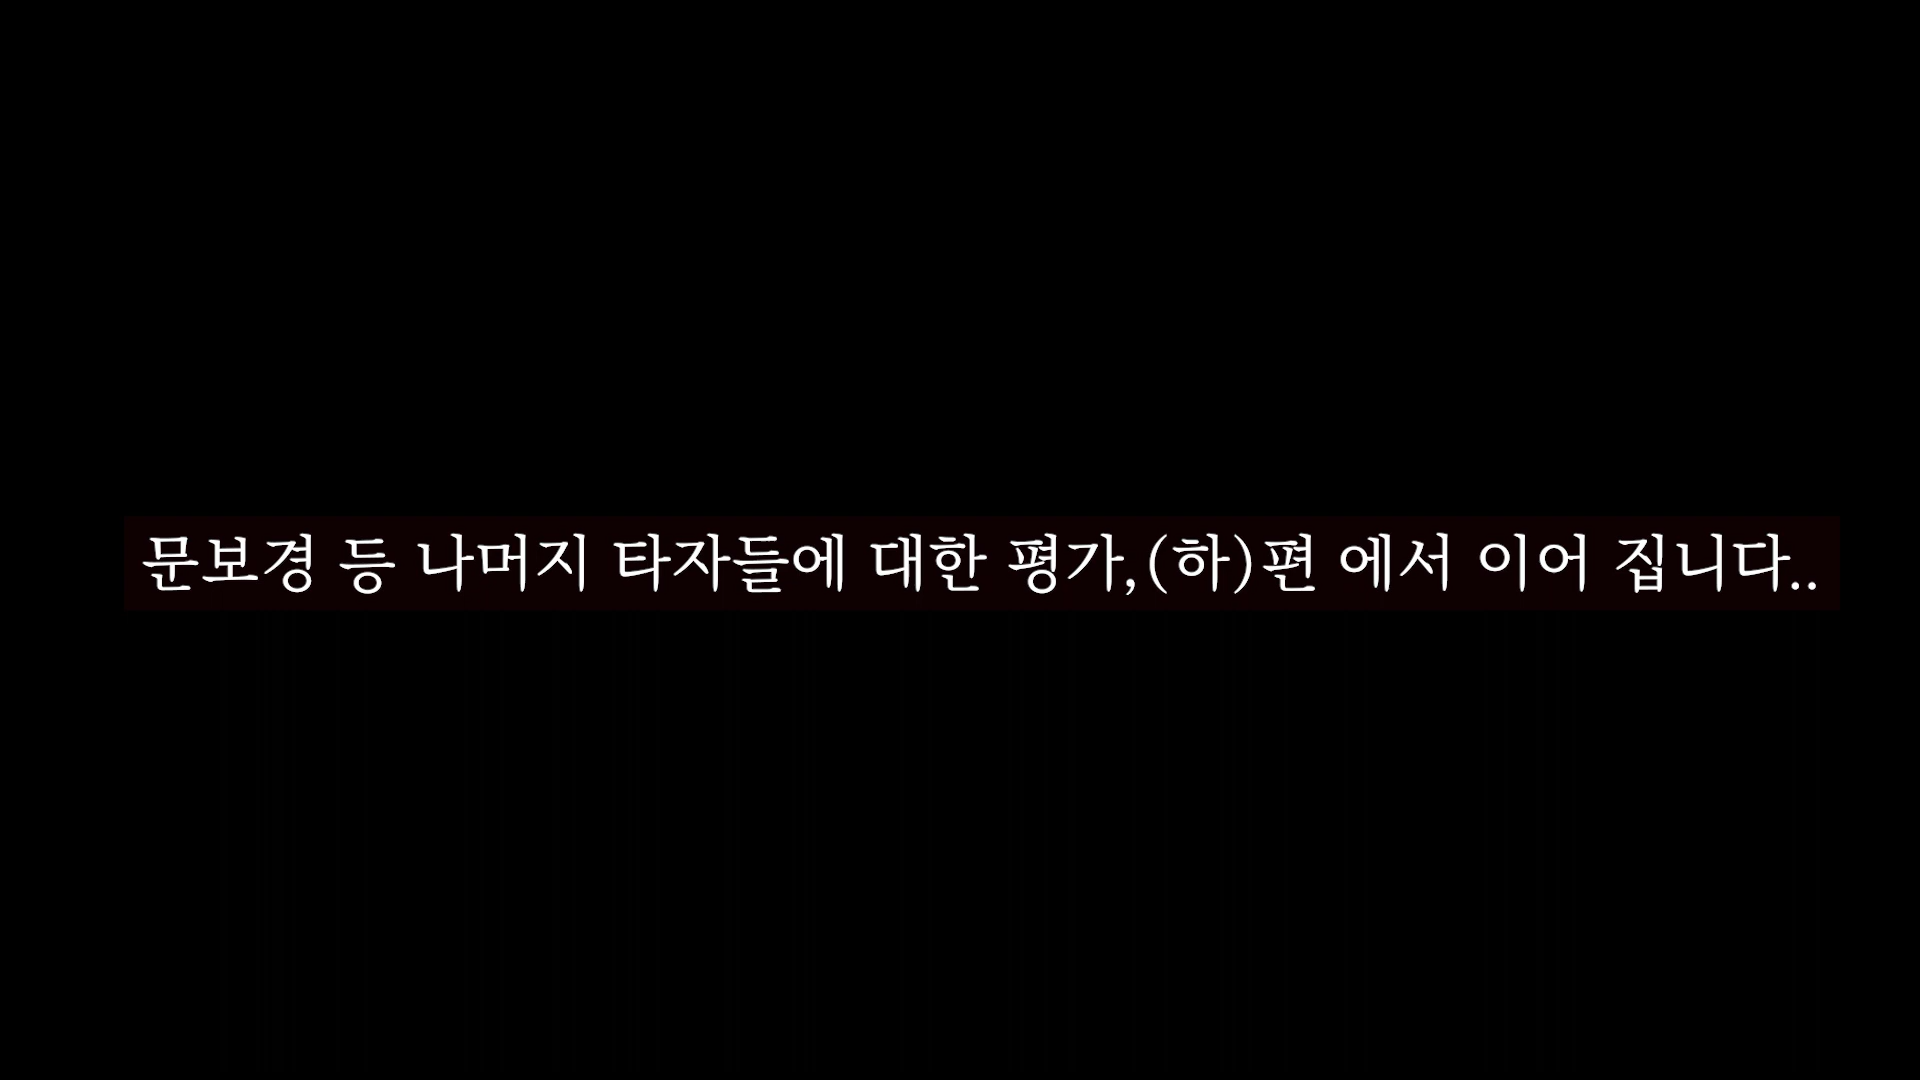 문보경 등 나머지 타자들에 대한 평가,(하)편 에서 이어 집니다..